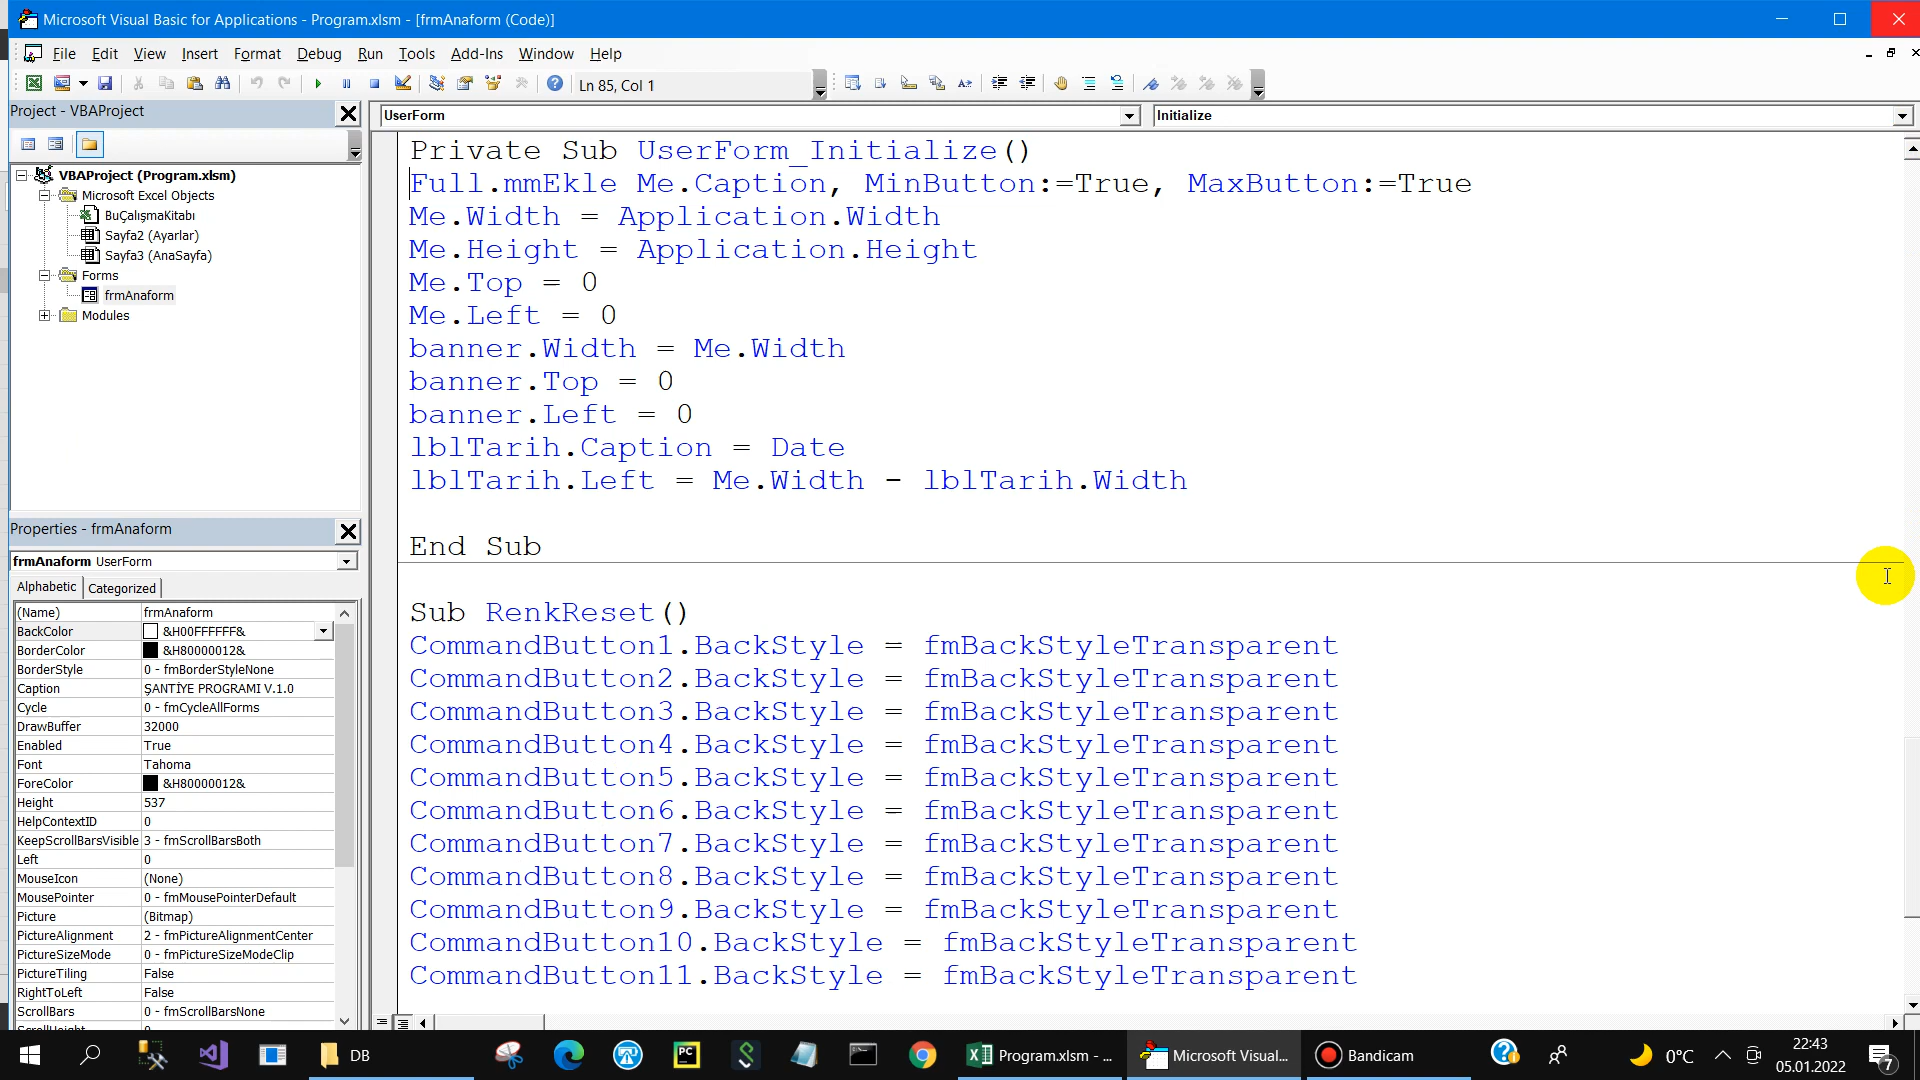 Microsoft Visual Basic for Applications - Program.xlsm - [frmAnaform (Code)]
File Edit View Insert Format Debug Run Tools Add-Ins Window Help
Ln 85, Col 1
Project - VBAProject
UserForm
Initialize
VBAProject (Program.xlsm)
Microsoft Excel Objects
BuÇalışmaKitabı
Sayfa2 (Ayarlar)
Sayfa3 (AnaSayfa)
Forms
frmAnaform
Modules
Private Sub UserForm_Initialize()
Full.mmEkle Me.Caption, MinButton:=True, MaxButton:=True
Me.Width = Application.Width
Me.Height = Application.Height
Me.Top = 0
Me.Left = 0
banner.Width = Me.Width
banner.Top = 0
banner.Left = 0
lblTarih.Caption = Date
lblTarih.Left = Me.Width - lblTarih.Width
End Sub
Sub RenkReset()
CommandButton1.BackStyle = fmBackStyleTransparent
CommandButton2.BackStyle = fmBackStyleTransparent
CommandButton3.BackStyle = fmBackStyleTransparent
CommandButton4.BackStyle = fmBackStyleTransparent
CommandButton5.BackStyle = fmBackStyleTransparent
CommandButton6.BackStyle = fmBackStyleTransparent
CommandButton7.BackStyle = fmBackStyleTransparent
CommandButton8.BackStyle = fmBackStyleTransparent
CommandButton9.BackStyle = fmBackStyleTransparent
CommandButton10.BackStyle = fmBackStyleTransparent
CommandButton11.BackStyle = fmBackStyleTransparent
Properties - frmAnaform
frmAnaform UserForm
Alphabetic Categorized
(Name) frmAnaform
BackColor &H00FFFFFF&
BorderColor &H80000012&
BorderStyle 0 - fmBorderStyleNone
Caption ŞANTİYE PROGRAMI V.1.0
Cycle 0 - fmCycleAllForms
DrawBuffer 32000
Enabled True
Font Tahoma
ForeColor &H80000012&
Height 537
HelpContextID 0
KeepScrollBarsVisible 3 - fmScrollBarsBoth
Left 0
MouseIcon (None)
MousePointer 0 - fmMousePointerDefault
Picture (Bitmap)
PictureAlignment 2 - fmPictureAlignmentCenter
PictureSizeMode 0 - fmPictureSizeModeClip
PictureTiling False
RightToLeft False
ScrollBars 0 - fmScrollBarsNone
DB
PC
Program.xlsm - ...
Microsoft Visual...
Bandicam
0°C
22:43
05.01.2022
7